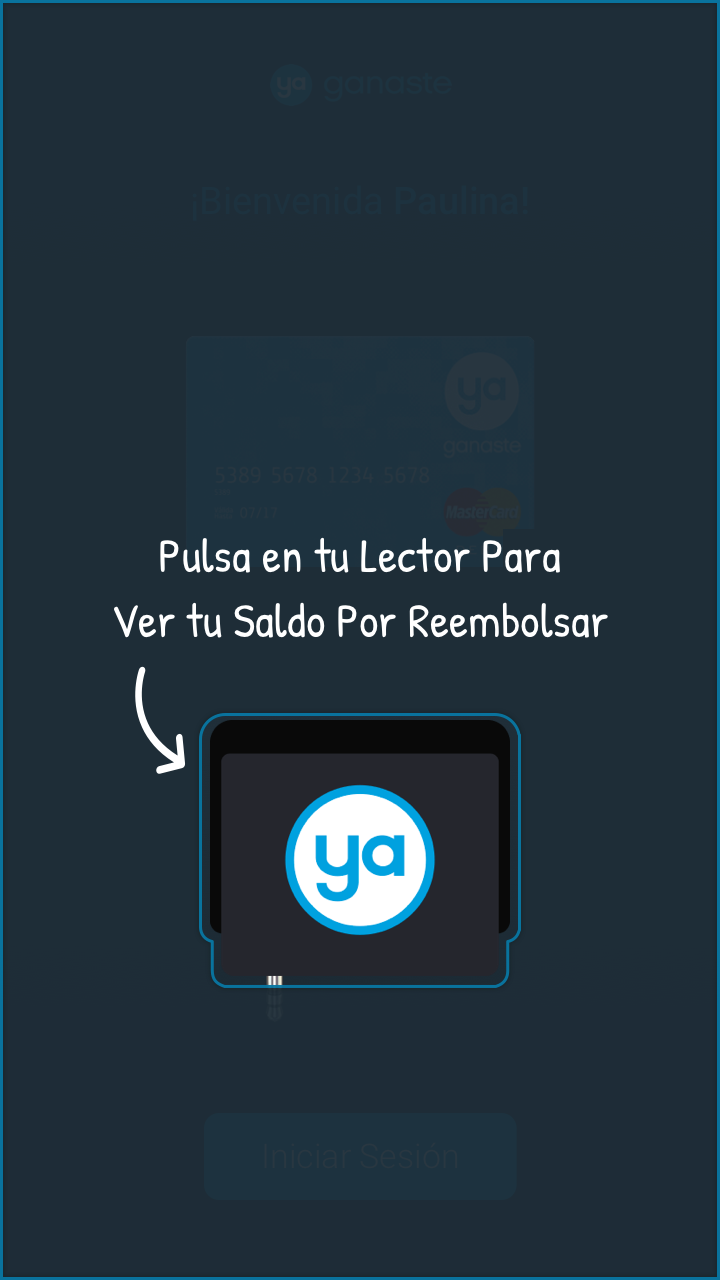 ya ganaste
¡Bienvenida Paulina!
ya
ganaste
5389 5678 1234 5678
07/17
MasterCard
Pulsa en tu Lector Para
Ver tu Saldo Por Reembolsar
ya
Iniciar Sesión